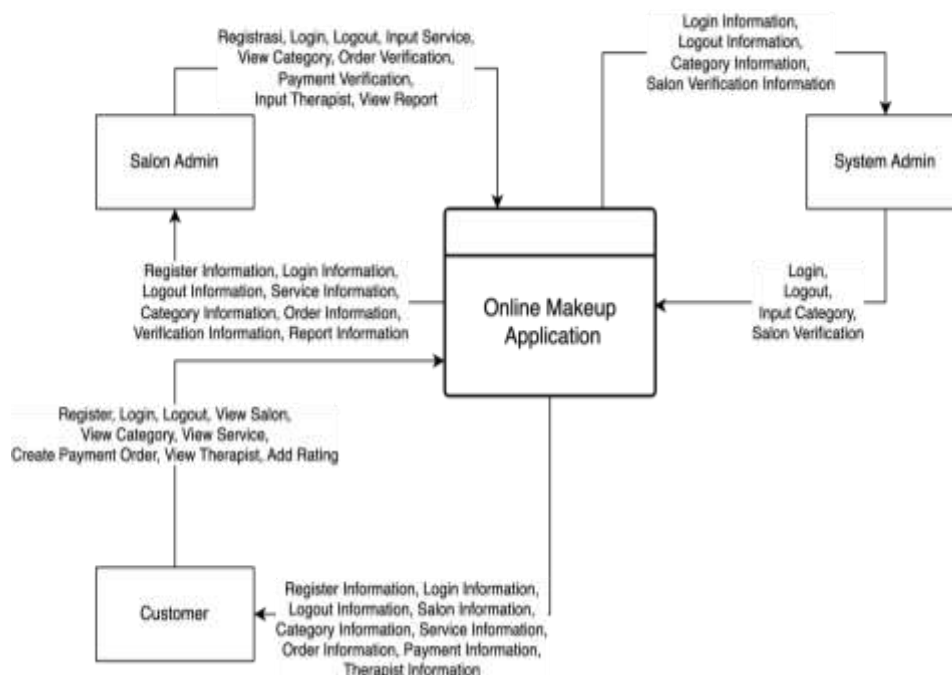 Registrasi, Login, Logout, Input Service,
View Category, Order Verification,
Payment Verification,
Input Therapist, View Report
Login Information,
Logout Information,
Category Information,
Salon Verification Information
Salon Admin
System Admin
Register Information, Login Information,
Logout Information, Service Information,
Category Information, Order Information,
Verification Information, Report Information
Online Makeup
Application
Login,
Logout,
Input Category,
Salon Verification
Register, Login, Logout, View Salon,
View Category, View Service,
Create Payment Order, View Therapist, Add Rating
Customer
Register Information, Login Information,
Logout Information, Salon Information,
Category Information, Service Information,
Order Information, Payment Information,
Therapist Information